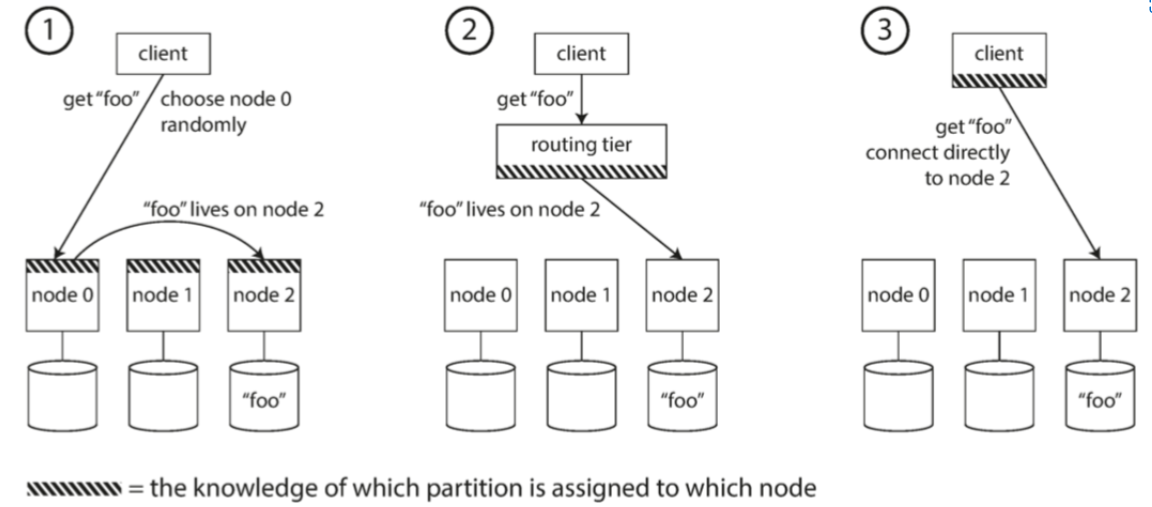 1
client
get “foo”
choose node 0
randomly
“foo” lives on node 2
node 0
node 1
node 2
“foo”
2
client
get “foo”
routing tier
“foo” lives on node 2
node 0
node 1
node 2
“foo”
3
client
get “foo”
connect directly
to node 2
node 0
node 1
node 2
“foo”
= the knowledge of which partition is assigned to which node